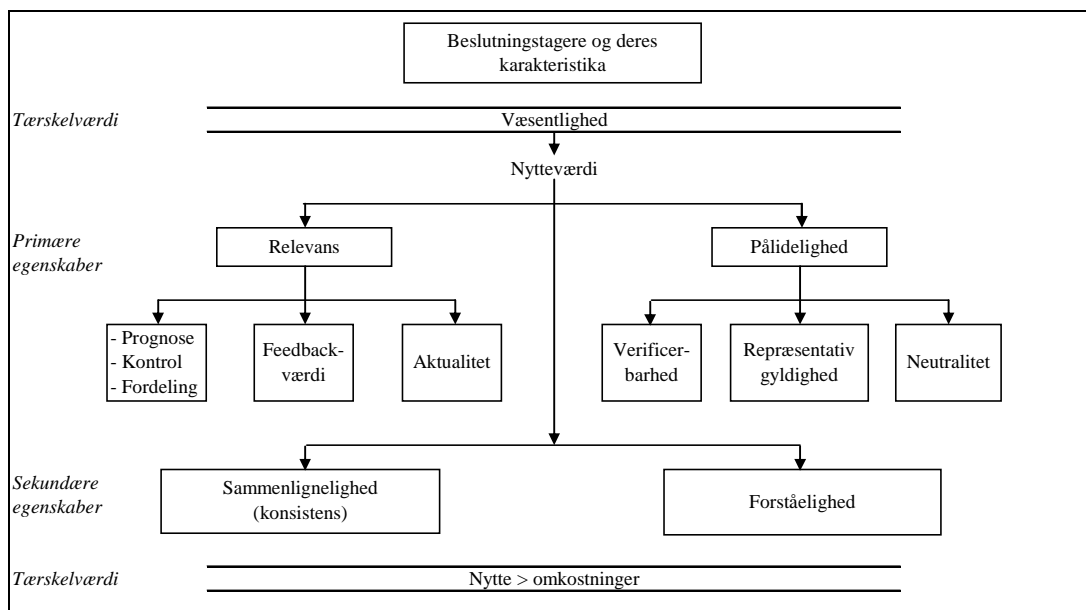 Beslutningstagere og deres
karakteristika
Tærskelværdi
Væsentlighed
Nytteværdi
Primære
egenskaber
Relevans
Pålidelighed
- Prognose
- Kontrol
- Fordeling
Feedback-
værdi
Aktualitet
Verificer-
barhed
Repræsentativ
gyldighed
Neutralitet
Sekundære
egenskaber
Sammenlignelighed
(konsistens)
Forståelighed
Tærskelværdi
Nytte > omkostninger